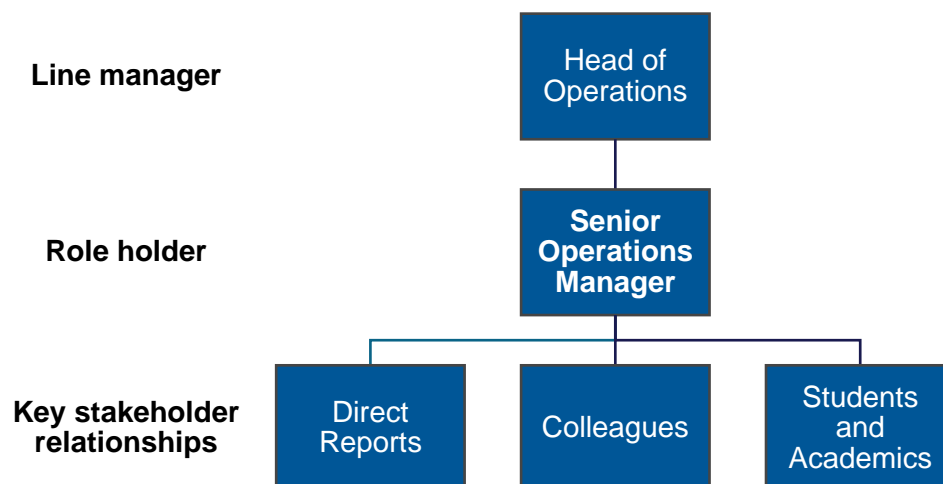 Line manager
Head of
Operations
Role holder
Senior
Operations
Manager
Key stakeholder
relationships
Direct
Reports
Colleagues
Students
and
Academics